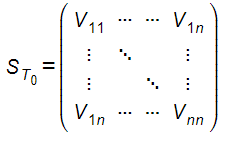 S_{T_0} = ( V_{11} ⋯ ⋯ V_{1n}
⋮ ⋱ ⋮
⋮ ⋱ ⋮
V_{1n} ⋯ ⋯ V_{nn} )